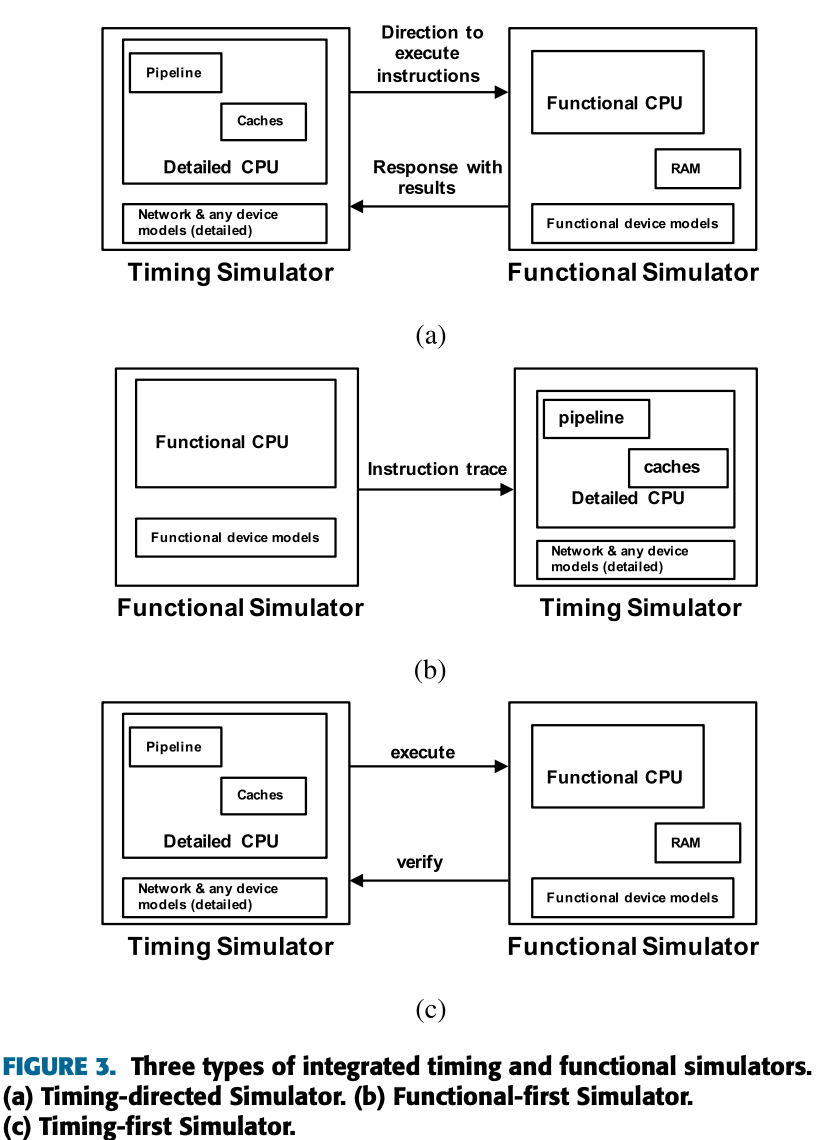 Direction to
execute
instructions
Pipeline
Caches
Detailed CPU
Network & any device
models (detailed)
Timing Simulator
Response with
results
Functional CPU
RAM
Functional device models
Functional Simulator
(a)
Functional CPU
Functional device models
Functional Simulator
Instruction trace
pipeline
caches
Detailed CPU
Network & any device
models (detailed)
Timing Simulator
(b)
Pipeline
Caches
Detailed CPU
Network & any device
models (detailed)
Timing Simulator
execute
verify
Functional CPU
RAM
Functional device models
Functional Simulator
(c)
FIGURE 3. Three types of integrated timing and functional simulators.
(a) Timing-directed Simulator. (b) Functional-first Simulator.
(c) Timing-first Simulator.